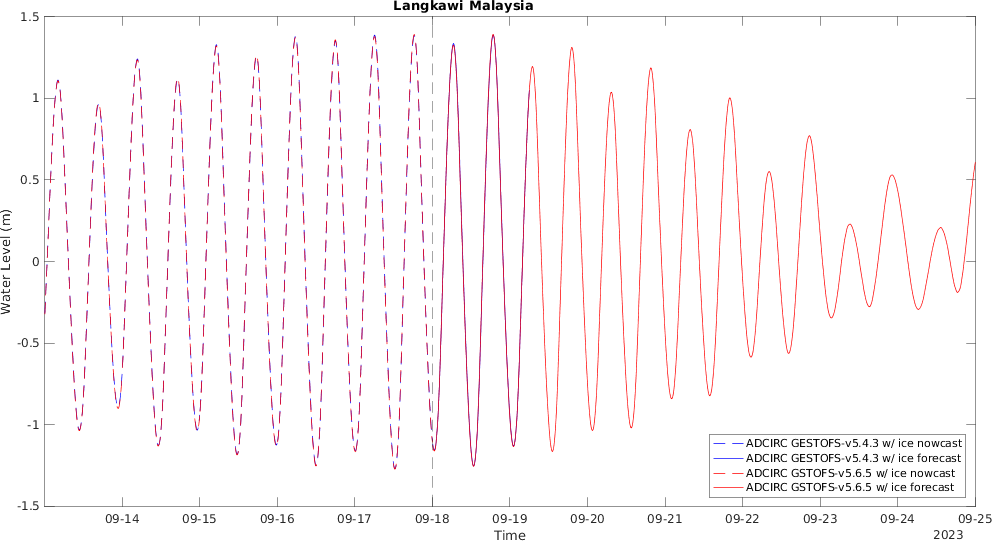 Langkawi Malaysia
1.5
1
0.5
0
-0.5
-1
-1.5
Water Level (m)
ADCIRC GESTOFS-v5.4.3 w/ ice nowcast
ADCIRC GESTOFS-v5.4.3 w/ ice forecast
ADCIRC GSTOFS-v5.6.5 w/ ice nowcast
ADCIRC GSTOFS-v5.6.5 w/ ice forecast
09-14 09-15 09-16 09-17 09-18 09-19 09-20 09-21 09-22 09-23 09-24 09-25
Time
2023